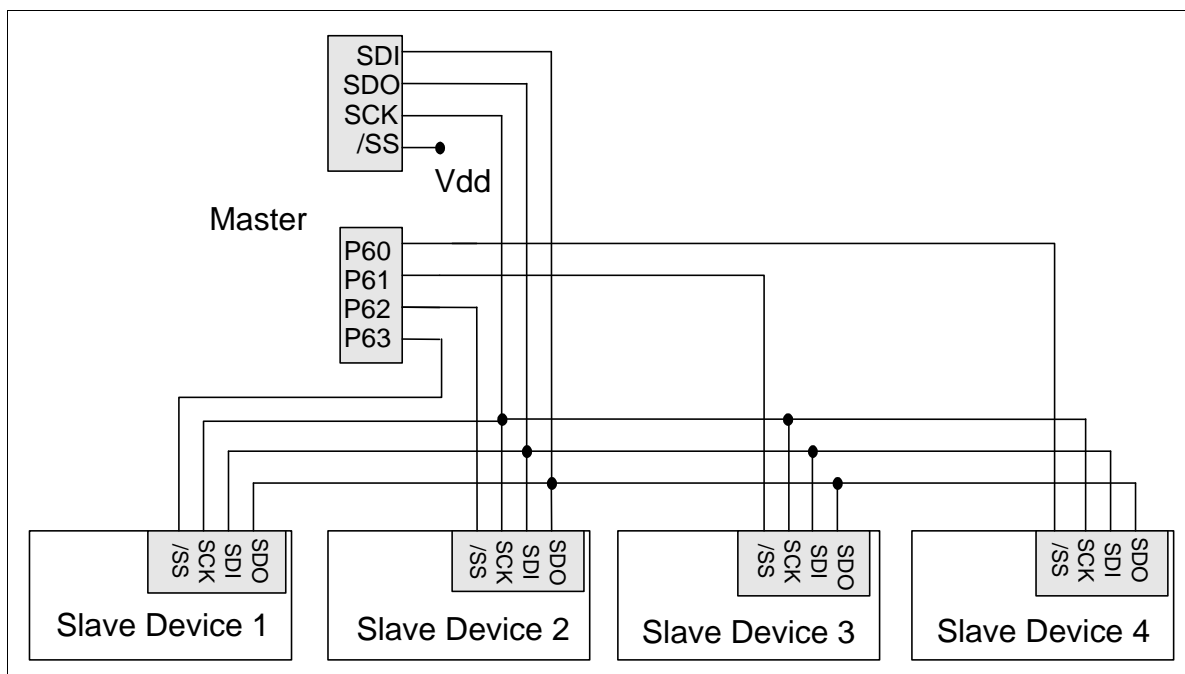 SDI
SDO
SCK
/SS
Vdd
Master
P60
P61
P62
P63
/SS
SCK
SDI
SDO
Slave Device 1
/SS
SCK
SDI
SDO
Slave Device 2
/SS
SCK
SDI
SDO
Slave Device 3
/SS
SCK
SDI
SDO
Slave Device 4